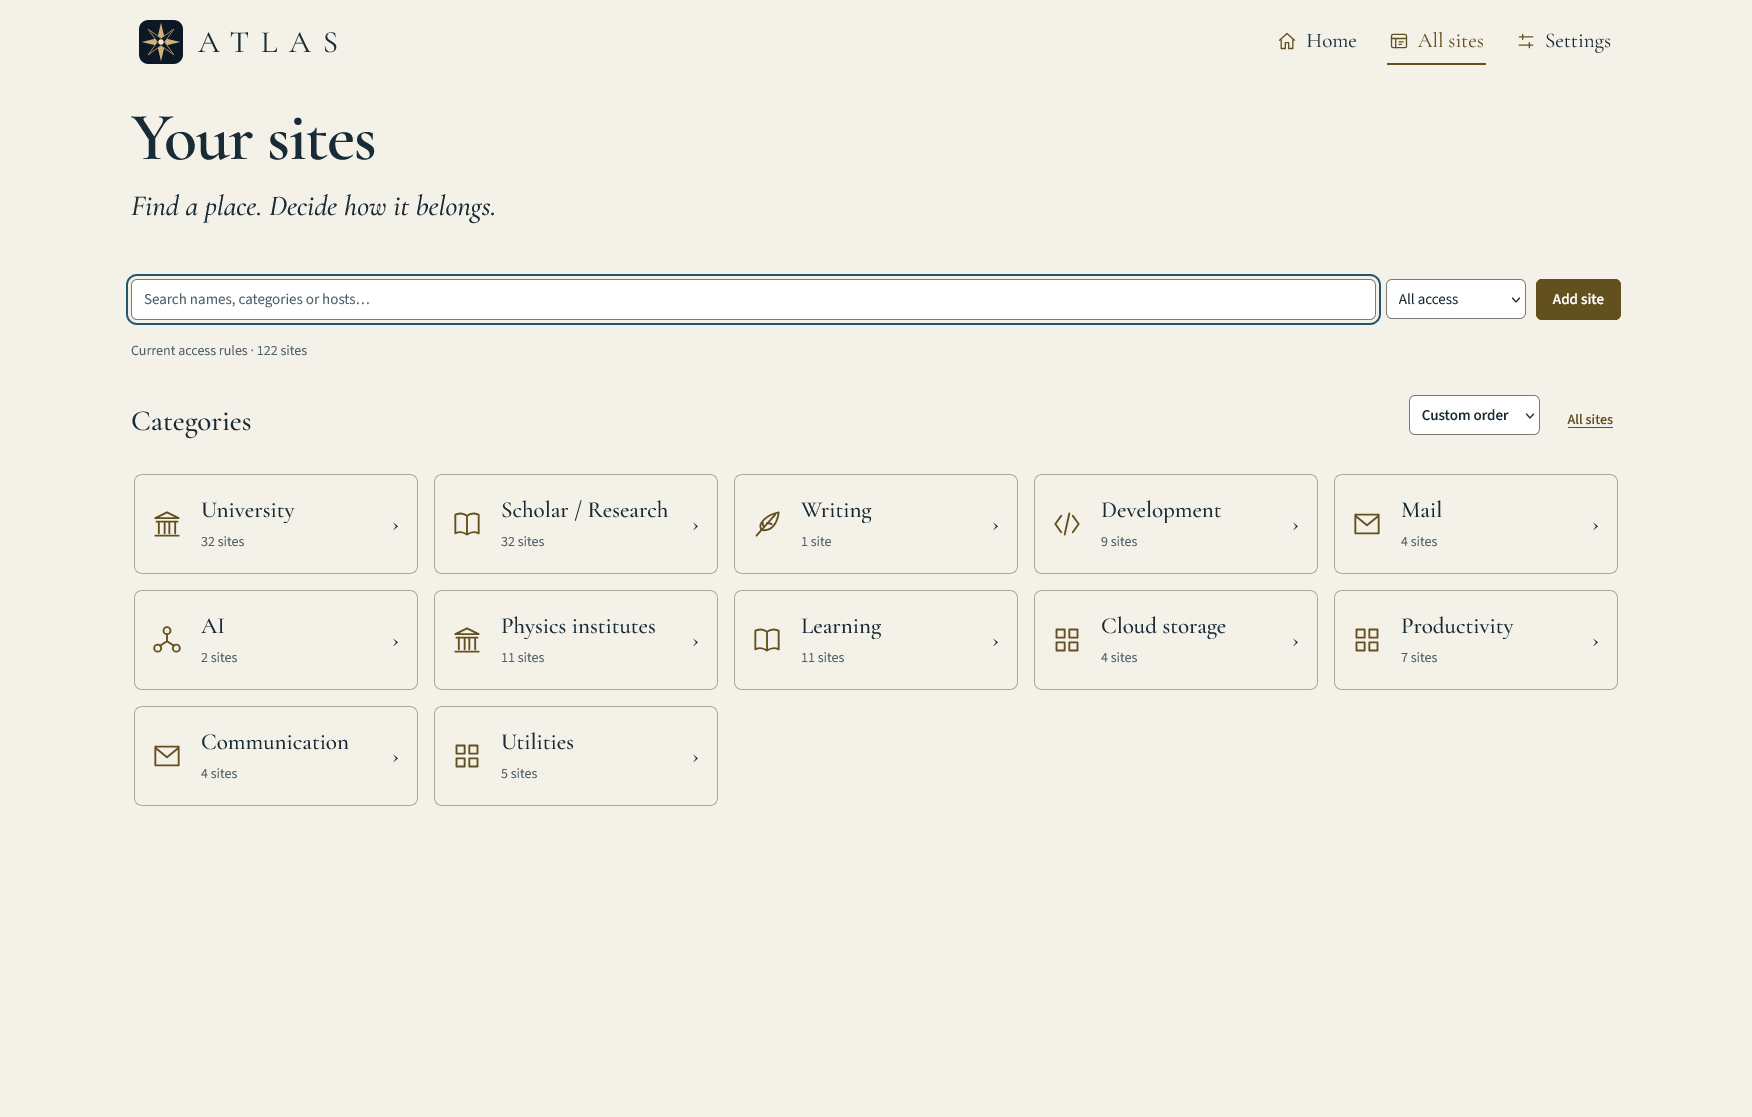 ATLAS
Home
All sites
Settings
Your sites
Find a place. Decide how it belongs.
Search names, categories or hosts…
All access
Add site
Current access rules · 122 sites
Categories
Custom order
All sites
University
32 sites
Scholar / Research
32 sites
Writing
1 site
Development
9 sites
Mail
4 sites
AI
2 sites
Physics institutes
11 sites
Learning
11 sites
Cloud storage
4 sites
Productivity
7 sites
Communication
4 sites
Utilities
5 sites